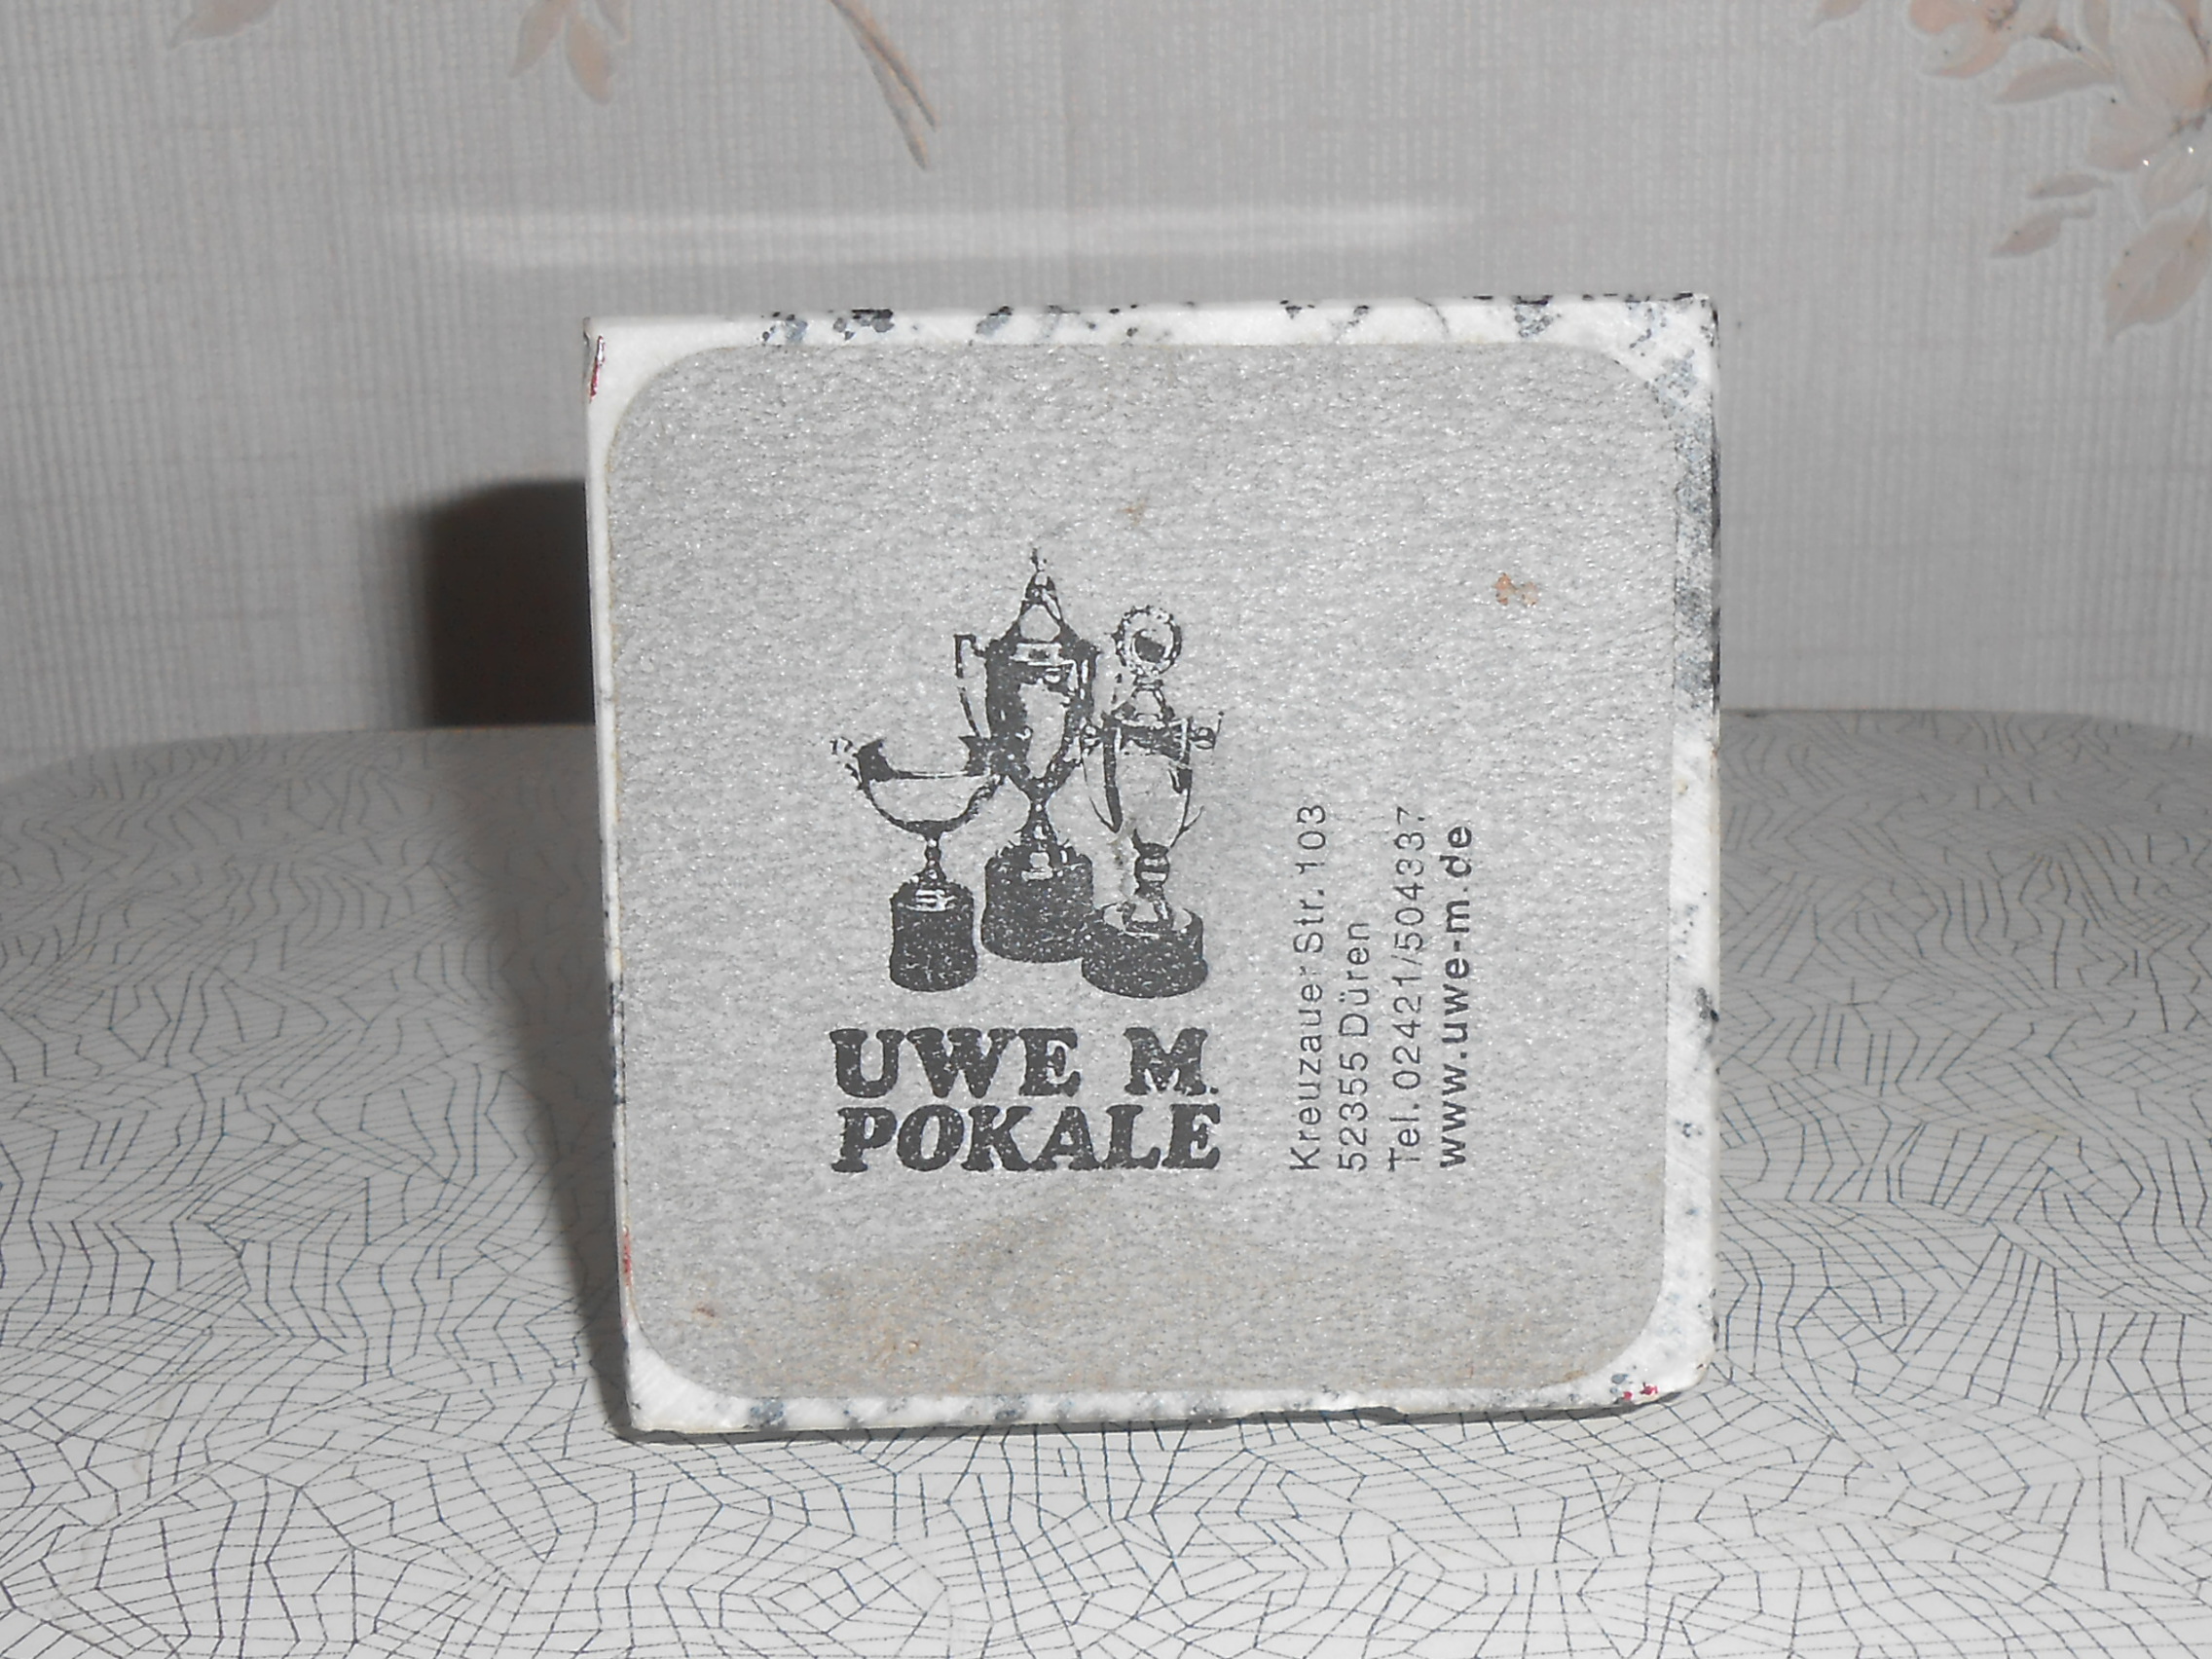 UWE M.
POKALE
Kreuzauer Str. 103
52355 Düren
Tel. 02421/504337
www.uwe-m.de